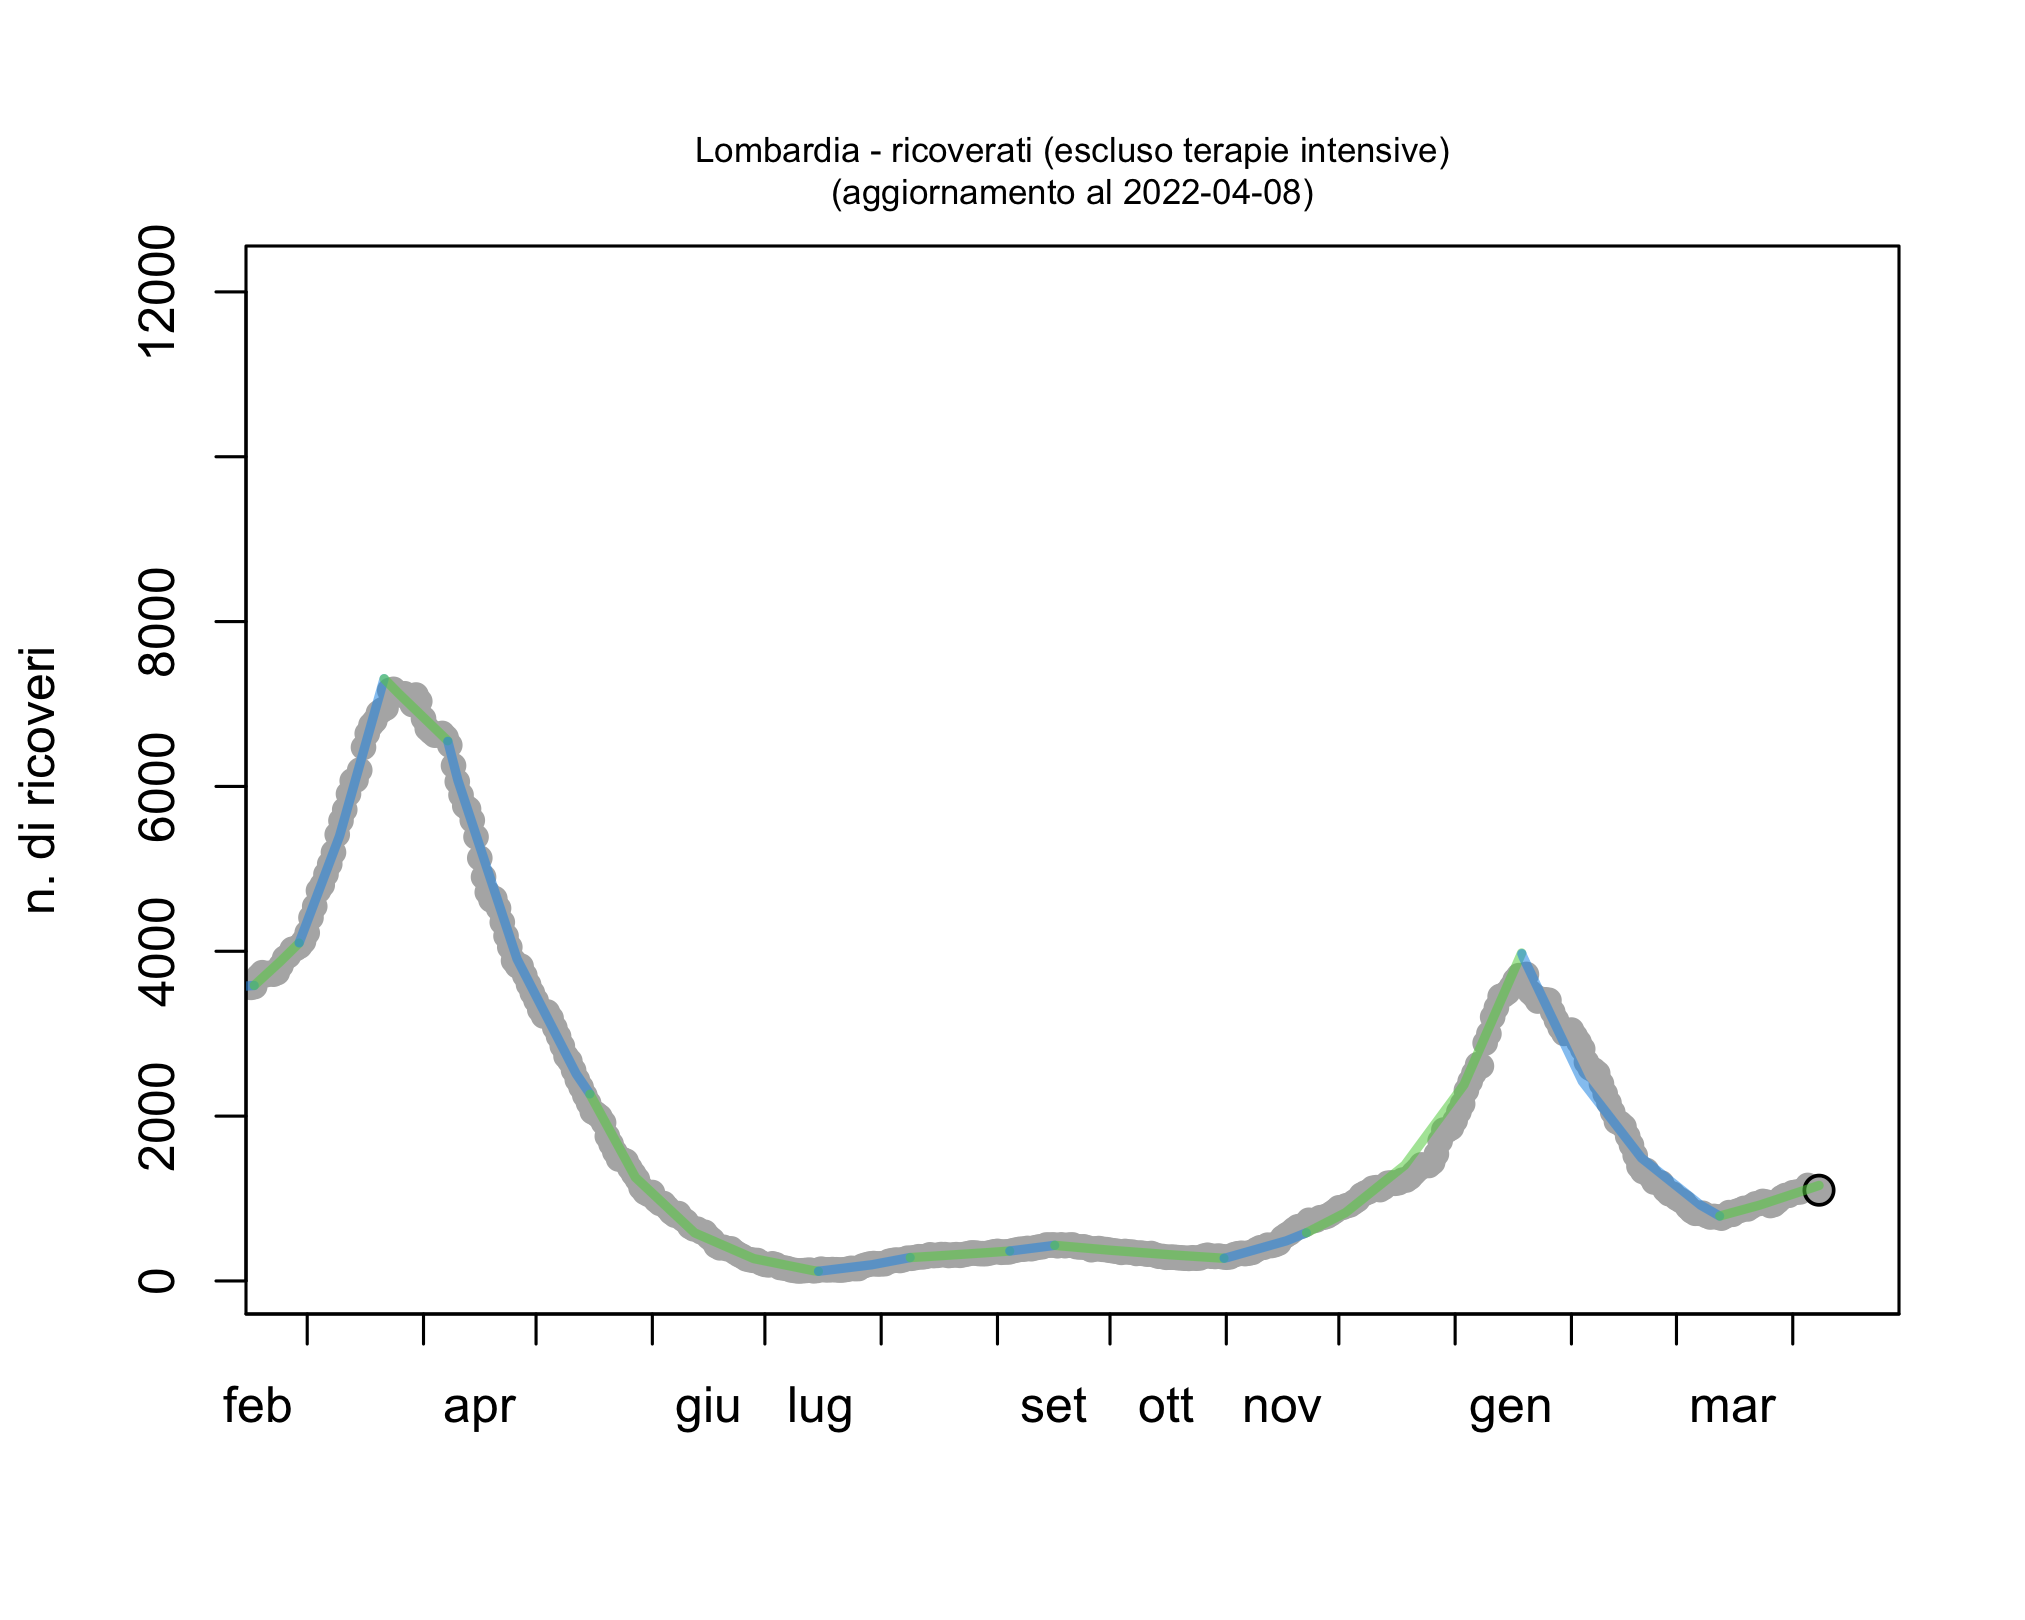 Lombardia - ricoverati (escluso terapie intensive)
(aggiornamento al 2022-04-08)
n. di ricoveri
12000
8000
6000
4000
2000
0
feb apr giu lug set ott nov gen mar